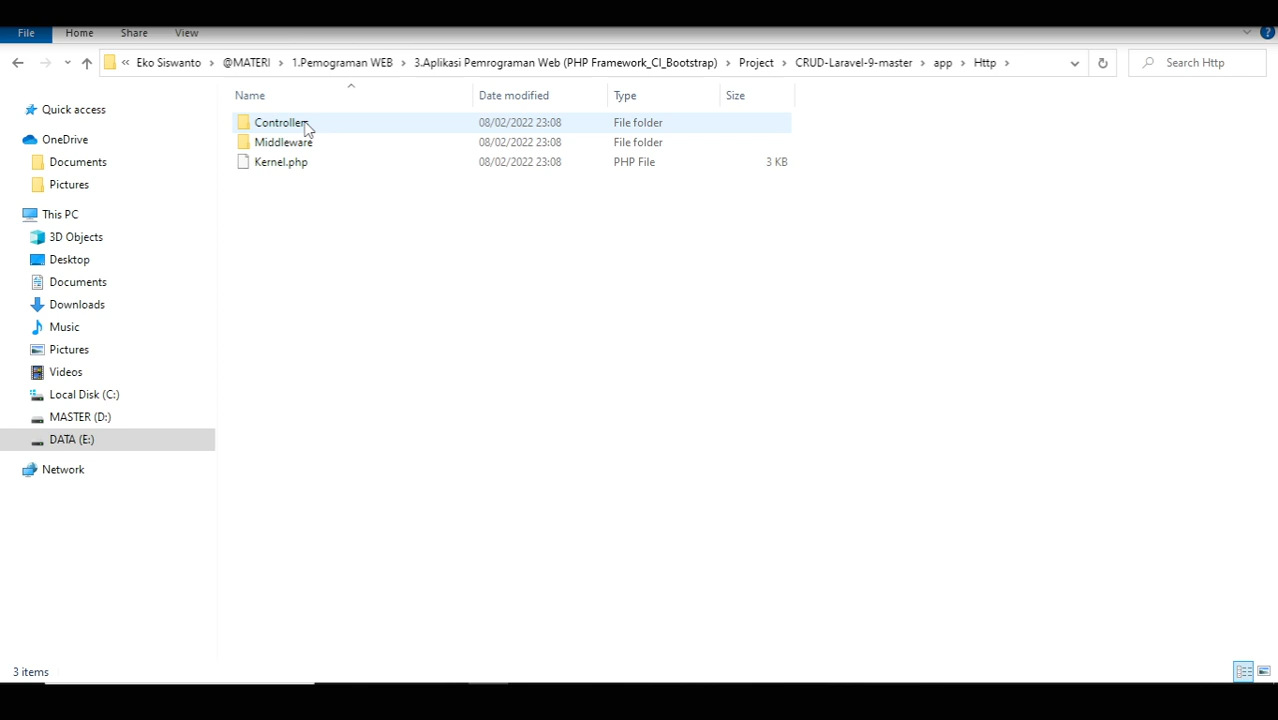 File Home Share View
« Eko Siswanto > @MATERI > 1.Pemograman WEB > 3.Aplikasi Pemrograman Web (PHP Framework_CI_Bootstrap) > Project > CRUD-Laravel-9-master > app > Http > Search Http
Name Date modified Type Size
Quick access
OneDrive
Documents
Pictures
This PC
3D Objects
Desktop
Documents
Downloads
Music
Pictures
Videos
Local Disk (C:)
MASTER (D:)
DATA (E:)
Network
Controllers 08/02/2022 23:08 File folder
Middleware 08/02/2022 23:08 File folder
Kernel.php 08/02/2022 23:08 PHP File 3 KB
3 items